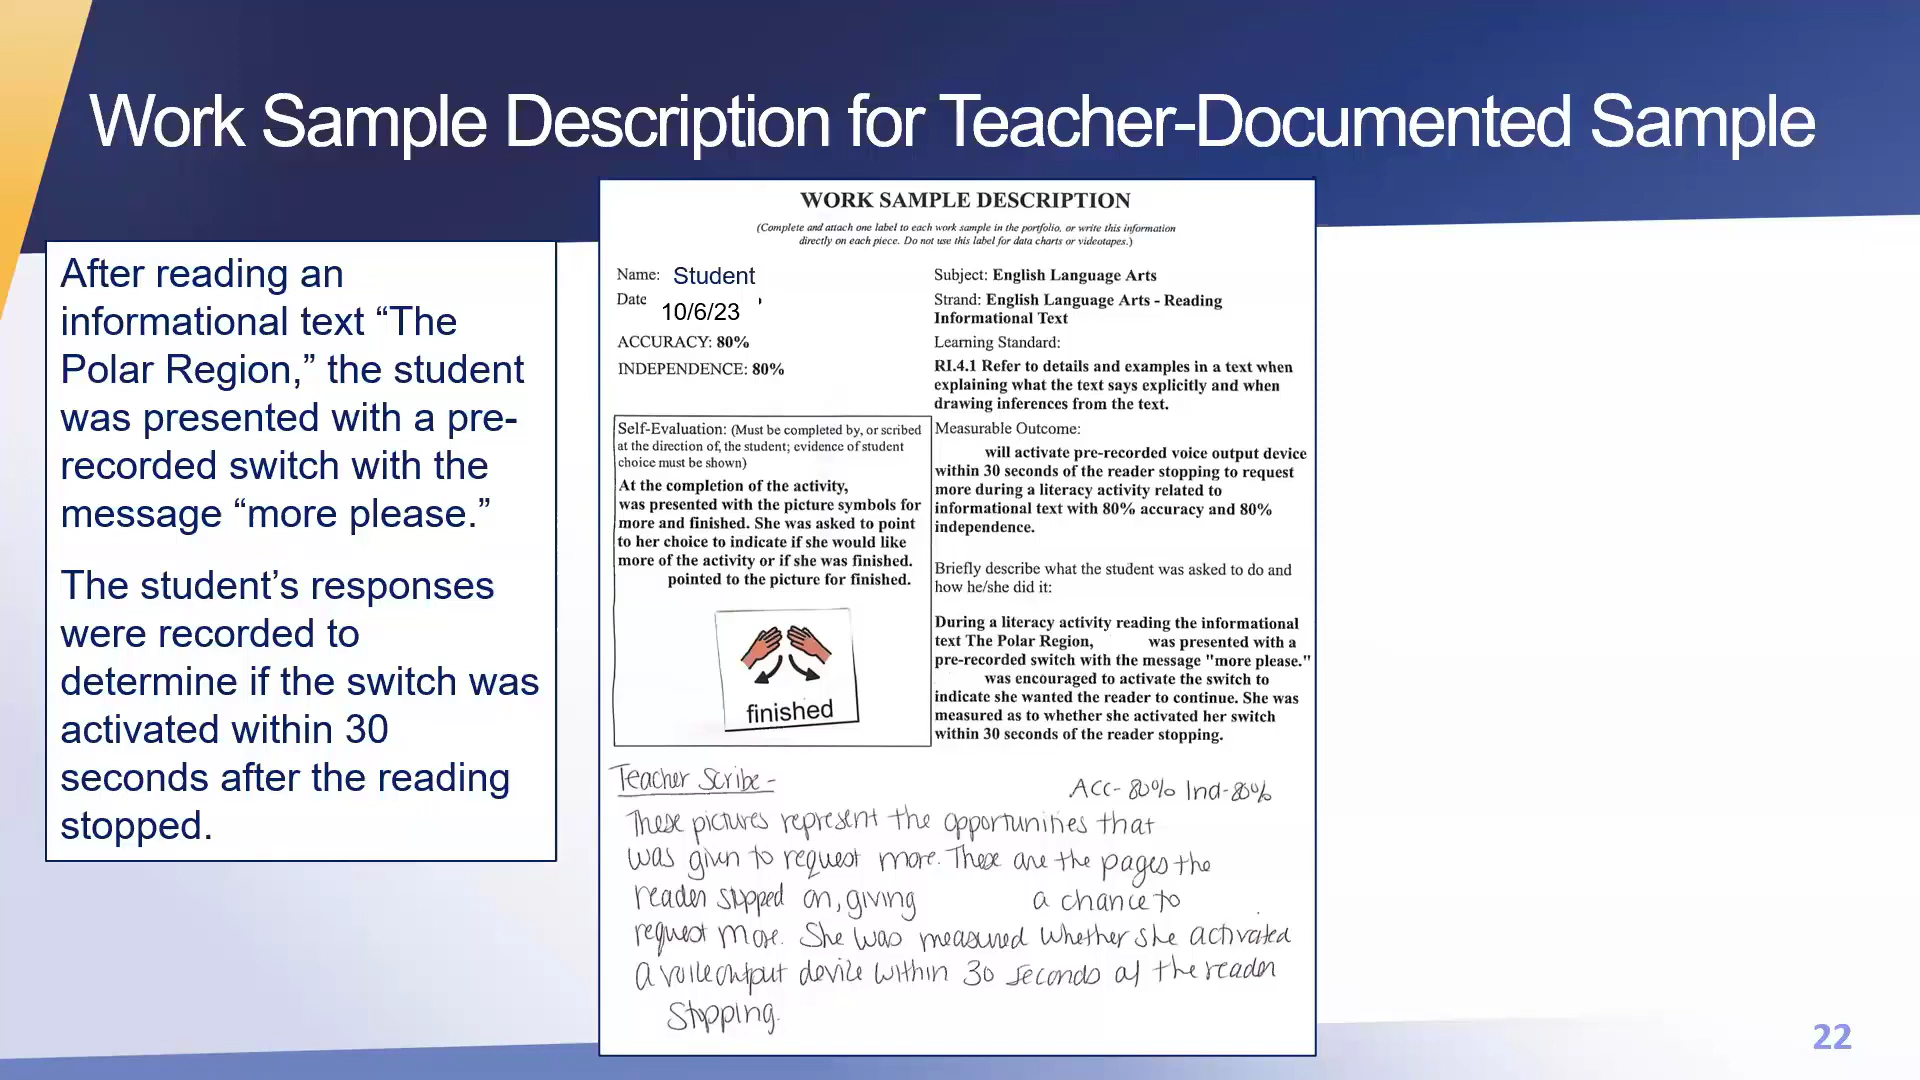 Work Sample Description for Teacher-Documented Sample
After reading an
informational text “The
Polar Region,” the student
was presented with a pre-
recorded switch with the
message “more please.”
The student’s responses
were recorded to
determine if the switch was
activated within 30
seconds after the reading
stopped.
WORK SAMPLE DESCRIPTION
(Complete and attach one label to each work sample in the portfolio, or write this information
directly on each piece. Do not use this label for data charts or videotapes.)
Name: Student
Date 10/6/23
ACCURACY: 80%
INDEPENDENCE: 80%
Self-Evaluation: (Must be completed by, or scribed
at the direction of, the student; evidence of student
choice must be shown)
At the completion of the activity,
was presented with the picture symbols for
more and finished. She was asked to point
to her choice to indicate if she would like
more of the activity or if she was finished.
pointed to the picture for finished.
finished
Subject: English Language Arts
Strand: English Language Arts - Reading
Informational Text
Learning Standard:
RI.4.1 Refer to details and examples in a text when
explaining what the text says explicitly and when
drawing inferences from the text.
Measurable Outcome:
will activate pre-recorded voice output device
within 30 seconds of the reader stopping to request
more during a literacy activity related to
informational text with 80% accuracy and 80%
independence.
Briefly describe what the student was asked to do and
how he/she did it:
During a literacy activity reading the informational
text The Polar Region, was presented with a
pre-recorded switch with the message "more please."
was encouraged to activate the switch to
indicate she wanted the reader to continue. She was
measured as to whether she activated her switch
within 30 seconds of the reader stopping.
Teacher Scribe-
Acc- 80% Ind-80%
These pictures represent the opportunities that
was given to request more. These are the pages the
reader stopped on, giving a chance to
request more. She was measured whether she activated
a voice output device within 30 seconds of the reader
stopping.
22